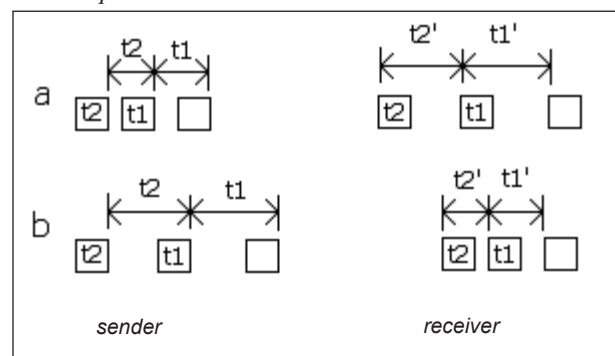 t2 t1 t2' t1'
a t2 t1 t2 t1
t2 t1 t2' t1'
b t2 t1 t2 t1
sender receiver